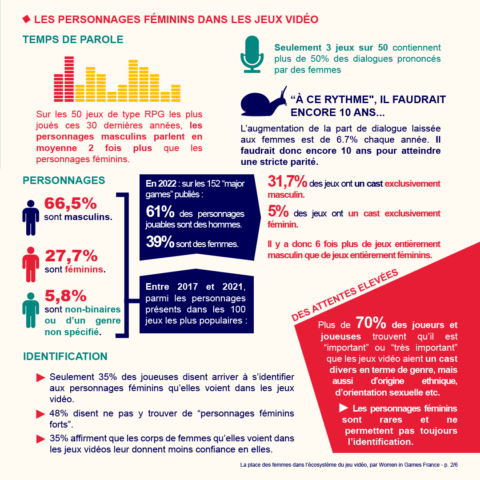 LES PERSONNAGES FÉMININS DANS LES JEUX VIDÉO
TEMPS DE PAROLE
Sur les 50 jeux de type RPG les plus
joués ces 30 dernières années, les
personnages masculins parlent en
moyenne 2 fois plus que les
personnages féminins.
Seulement 3 jeux sur 50 contiennent
plus de 50% des dialogues prononcés
par des femmes
“À CE RYTHME", IL FAUDRAIT
ENCORE 10 ANS...
L’augmentation de la part de dialogue laissée
aux femmes est de 6.7% chaque année. Il
faudrait donc encore 10 ans pour atteindre
une stricte parité.
PERSONNAGES
66,5%
sont masculins.
27,7%
sont féminins.
5,8%
sont non-binaires
ou d’un genre
non spécifié.
En 2022 : sur les 152 “major
games” publiés :
61% des personnages
jouables sont des hommes.
39% sont des femmes.
Entre 2017 et 2021,
parmi les personnages
présents dans les 100
jeux les plus populaires :
31,7% des jeux ont un cast exclusivement
masculin.
5% des jeux ont un cast exclusivement
féminin.
Il y a donc 6 fois plus de jeux entièrement
masculin que de jeux entièrement féminins.
DES ATTENTES ELEVÉES
Plus de 70% des joueurs et
joueuses trouvent qu’il est
“important” ou “très important”
que les jeux vidéo aient un cast
divers en terme de genre, mais
aussi d’origine ethnique,
d’orientation sexuelle etc.
Les personnages féminins
sont rares et ne
permettent pas toujours
l’identification.
IDENTIFICATION
Seulement 35% des joueuses disent arriver à s’identifier
aux personnages féminins qu’elles voient dans les jeux
vidéo.
48% disent ne pas y trouver de “personnages féminins
forts”.
35% affirment que les corps de femmes qu’elles voient dans
les jeux vidéo leur donnent moins confiance en elles.
La place des femmes dans l’écosystème du jeu vidéo, par Women in Games France - p. 2/6